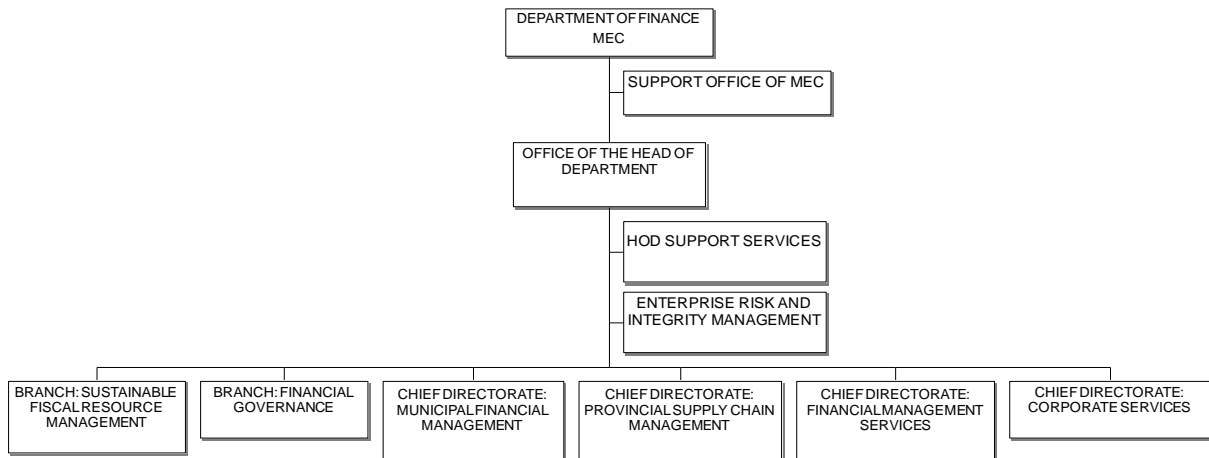 DEPARTMENT OF FINANCE
MEC
SUPPORT OFFICE OF MEC
OFFICE OF THE HEAD OF
DEPARTMENT
HOD SUPPORT SERVICES
ENTERPRISE RISK AND
INTEGRITY MANAGEMENT
BRANCH: SUSTAINABLE
FISCAL RESOURCE
MANAGEMENT
BRANCH: FINANCIAL
GOVERNANCE
CHIEF DIRECTORATE:
MUNICIPAL FINANCIAL
MANAGEMENT
CHIEF DIRECTORATE:
PROVINCIAL SUPPLY CHAIN
MANAGEMENT
CHIEF DIRECTORATE:
FINANCIAL MANAGEMENT
SERVICES
CHIEF DIRECTORATE:
CORPORATE SERVICES